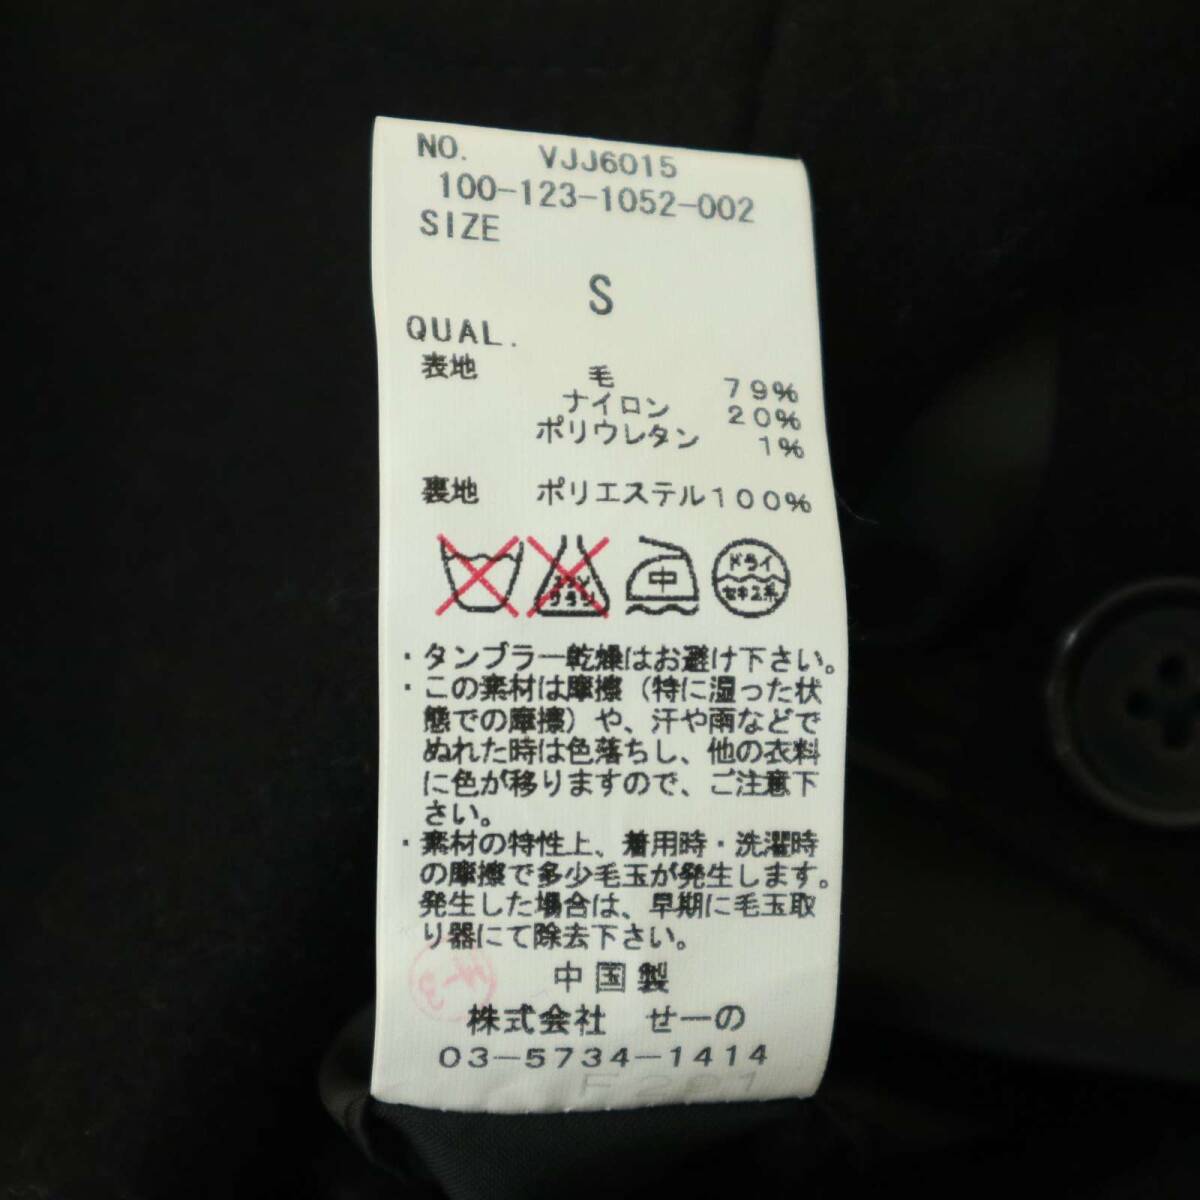 NO. VJJ6015
100-123-1052-002
SIZE
S
QUAL.
表地 毛 79%
ナイロン 20%
ポリウレタン 1%
裏地 ポリエステル100%
中
ドライ
セキユ系
・タンブラー乾燥はお避け下さい。
・この素材は摩擦(特に湿った状
態での摩擦)や、汗や雨などで
ぬれた時は色落ちし、他の衣料
に色が移りますので、ご注意下
さい。
・素材の特性上、着用時・洗濯時
の摩擦で多少毛玉が発生します。
発生した場合は、早期に毛玉取
り器にて除去下さい。
中国製
株式会社 せーの
03-5734-1414